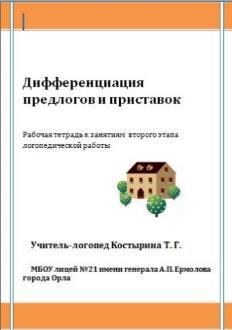 Дифференциация
предлогов и приставок
Рабочая тетрадь к занятиям второго этапа
логопедической работы
Учитель-логопед Костырина Т. Г.
МБОУ лицей №21 имени генерала А.П.Ермолова
города Орла